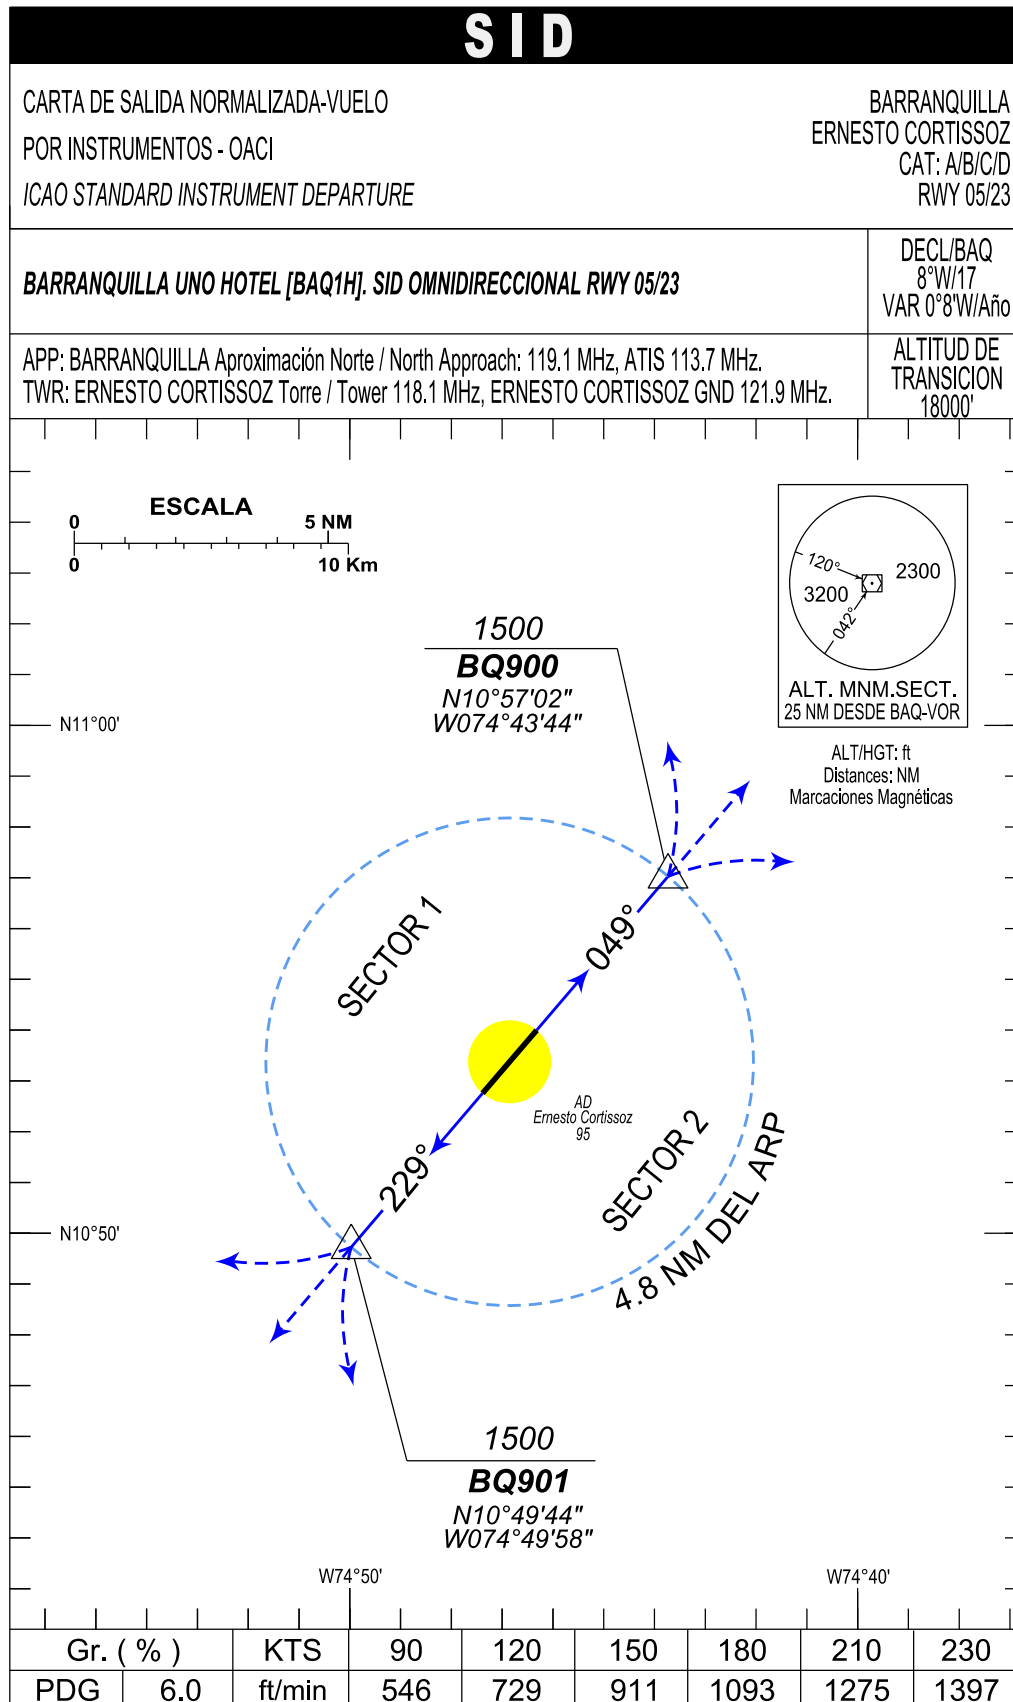 SID
CARTA DE SALIDA NORMALIZADA-VUELO
POR INSTRUMENTOS - OACI
ICAO STANDARD INSTRUMENT DEPARTURE
BARRANQUILLA
ERNESTO CORTISSOZ
CAT: A/B/C/D
RWY 05/23
BARRANQUILLA UNO HOTEL [BAQ1H]. SID OMNIDIRECCIONAL RWY 05/23
DECL/BAQ
8°W/17
VAR 0°8'W/Año
APP: BARRANQUILLA Aproximación Norte / North Approach: 119.1 MHz, ATIS 113.7 MHz.
TWR: ERNESTO CORTISSOZ Torre / Tower 118.1 MHz, ERNESTO CORTISSOZ GND 121.9 MHz.
ALTITUD DE
TRANSICION
18000'
ESCALA
0 5 NM
0 10 Km
120°
2300
3200
042°
ALT. MNM.SECT.
25 NM DESDE BAQ-VOR
ALT/HGT: ft
Distances: NM
Marcaciones Magnéticas
1500
BQ900
N10°57'02"
W074°43'44"
N11°00'
SECTOR 1
049°
AD
Ernesto Cortissoz
95
SECTOR 2
4.8 NM DEL ARP
229°
N10°50'
1500
BQ901
N10°49'44"
W074°49'58"
W74°50' W74°40'
Gr. ( % ) KTS 90 120 150 180 210 230
PDG 6.0 ft/min 546 729 911 1093 1275 1397